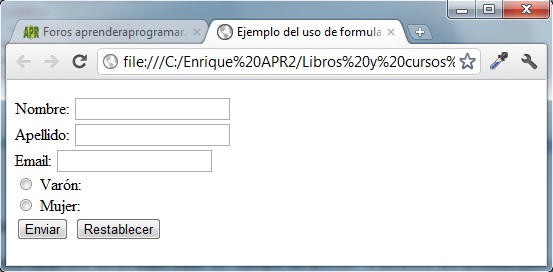 APR Foros aprenderaprogramar.
Ejemplo del uso de formula
file:///C:/Enrique%20APR2/Libros%20y%20cursos%
Nombre:
Apellido:
Email:
Varón:
Mujer:
Enviar Restablecer